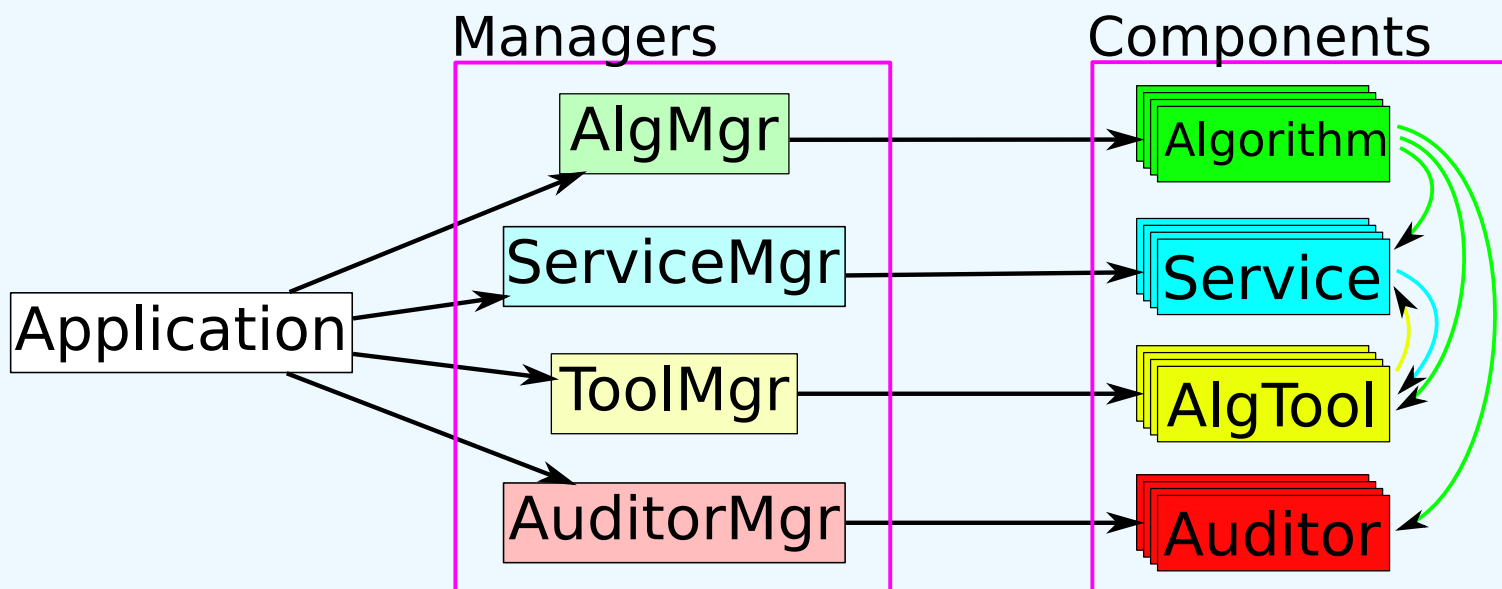 Managers
Components
AlgMgr
Algorithm
ServiceMgr
Service
Application
ToolMgr
AlgTool
AuditorMgr
Auditor